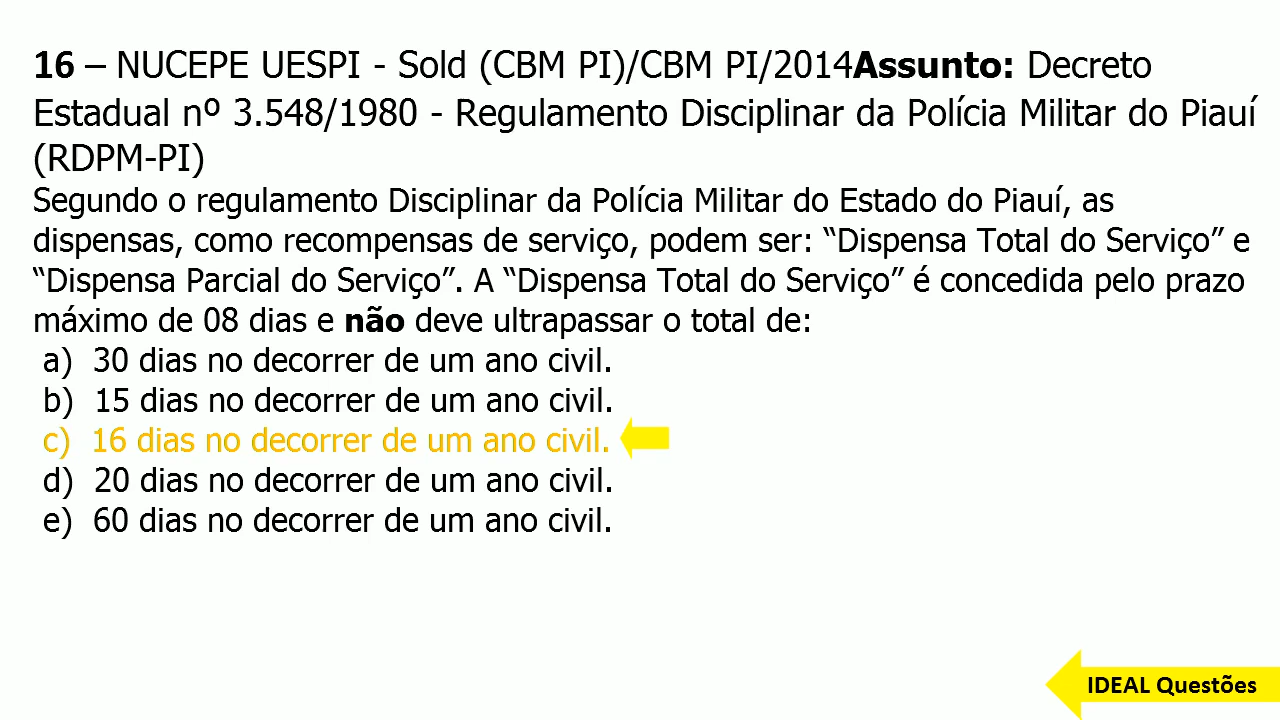 16 – NUCEPE UESPI - Sold (CBM PI)/CBM PI/2014Assunto: Decreto
Estadual nº 3.548/1980 - Regulamento Disciplinar da Polícia Militar do Piauí
(RDPM-PI)
Segundo o regulamento Disciplinar da Polícia Militar do Estado do Piauí, as
dispensas, como recompensas de serviço, podem ser: “Dispensa Total do Serviço” e
“Dispensa Parcial do Serviço”. A “Dispensa Total do Serviço” é concedida pelo prazo
máximo de 08 dias e não deve ultrapassar o total de:
a) 30 dias no decorrer de um ano civil.
b) 15 dias no decorrer de um ano civil.
c) 16 dias no decorrer de um ano civil.
d) 20 dias no decorrer de um ano civil.
e) 60 dias no decorrer de um ano civil.
IDEAL Questões